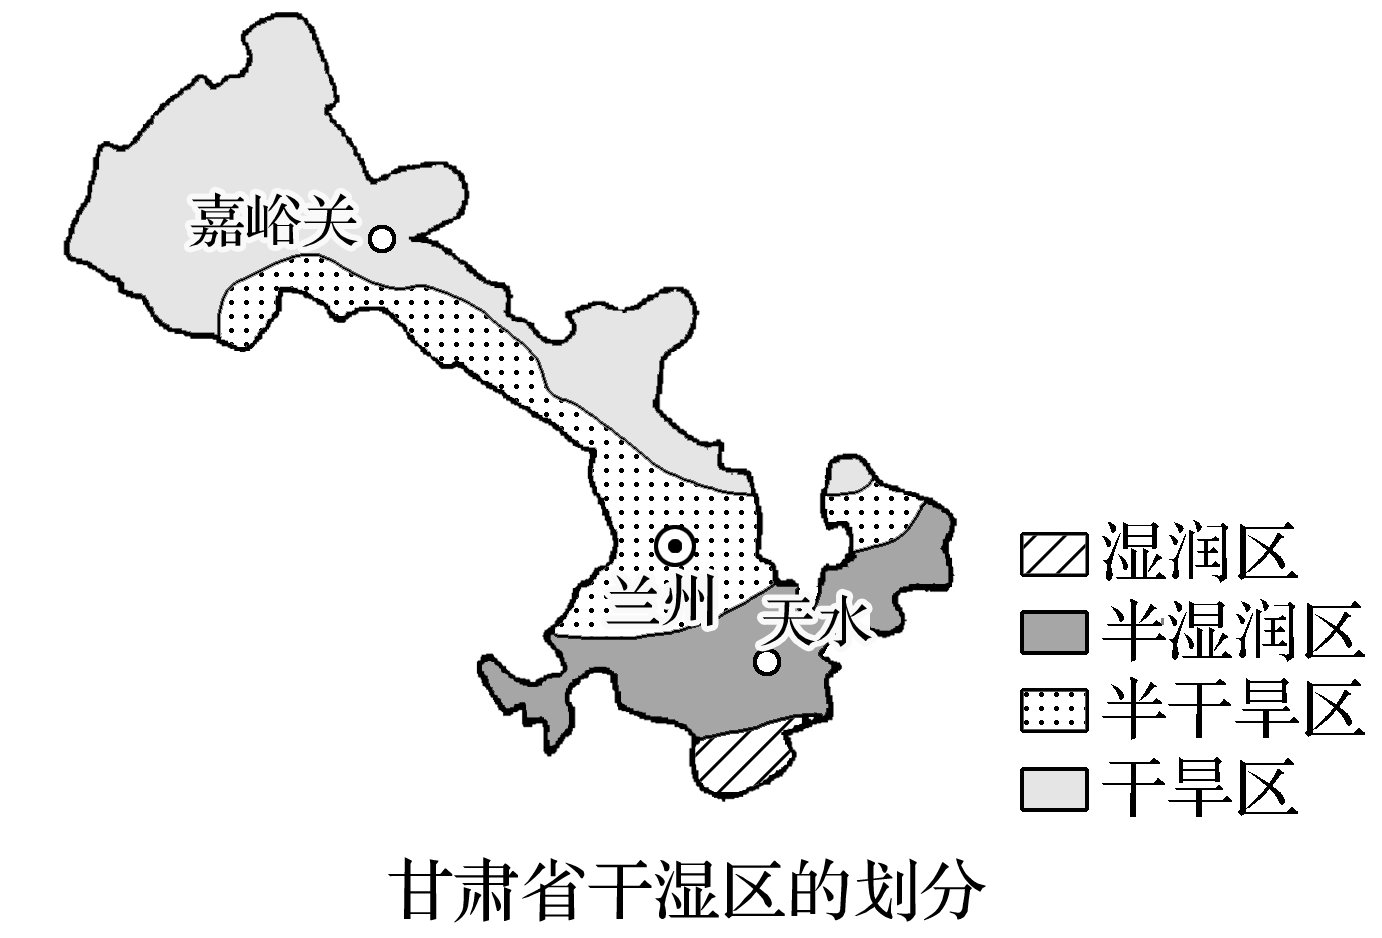 嘉峪关
兰州
天水
湿润区
半湿润区
半干旱区
干旱区
甘肃省干湿区的划分